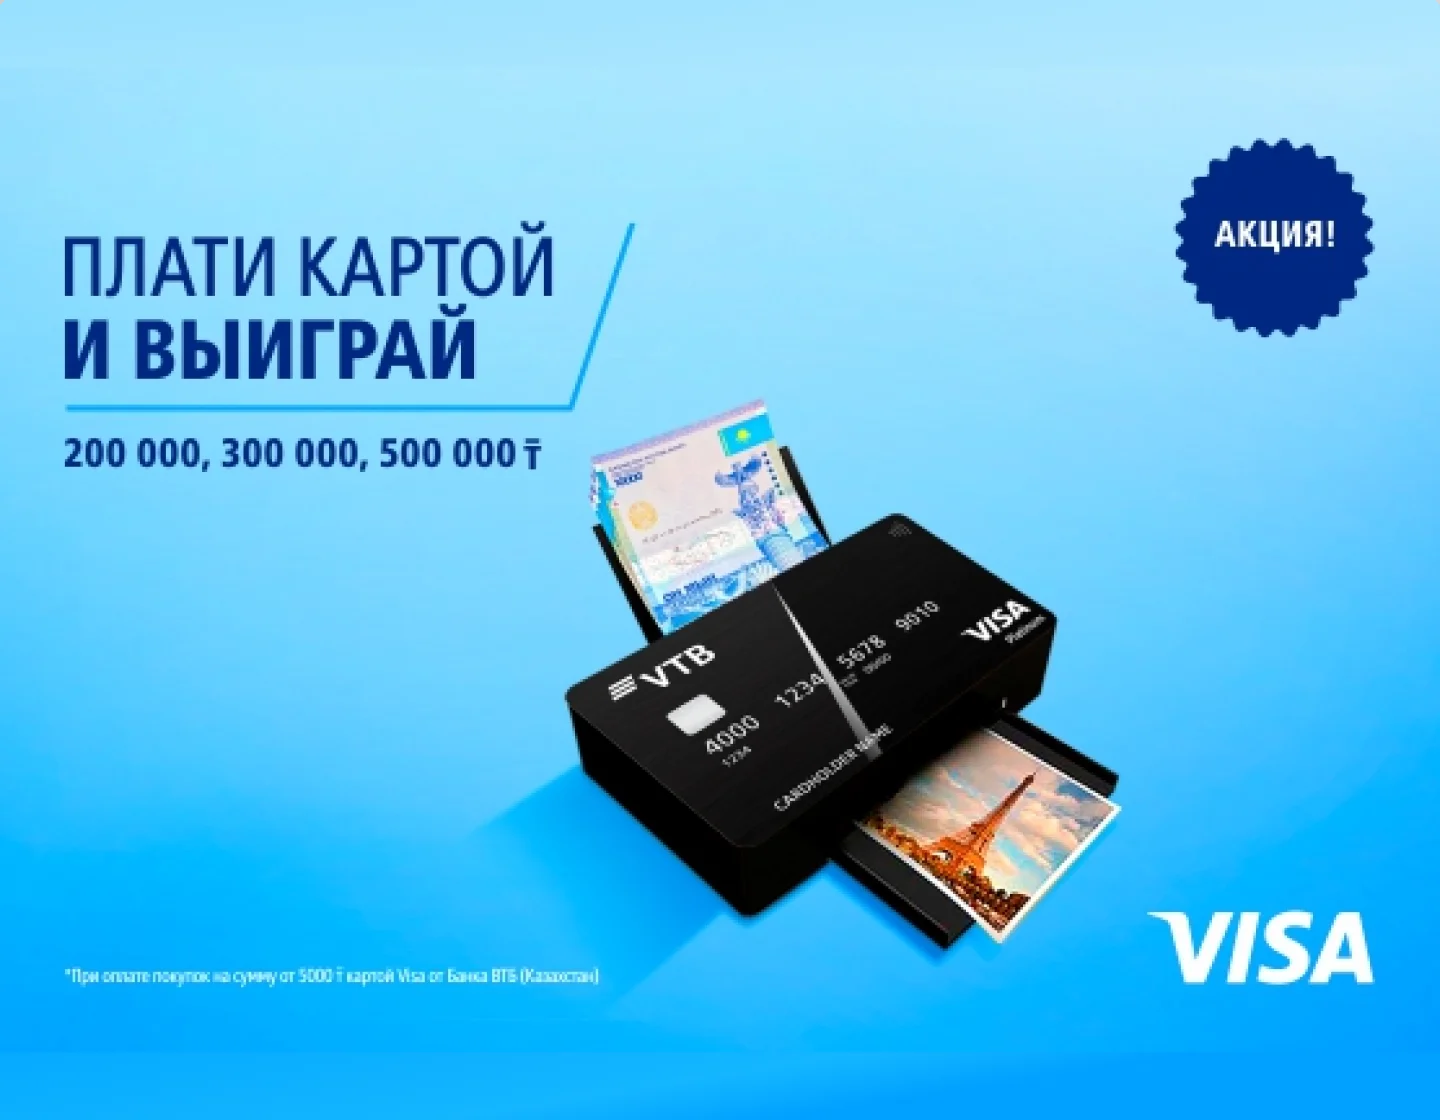 АКЦИЯ!
ПЛАТИ КАРТОЙ
И ВЫИГРАЙ
200 000, 300 000, 500 000 ₸
VTB
4000 1234 5678 9010
1234
CARDHOLDER NAME
VISA
Platinum
*При оплате покупок на сумму от 5000 ₸ картой Visa от Банка ВТБ (Казахстан)
VISA